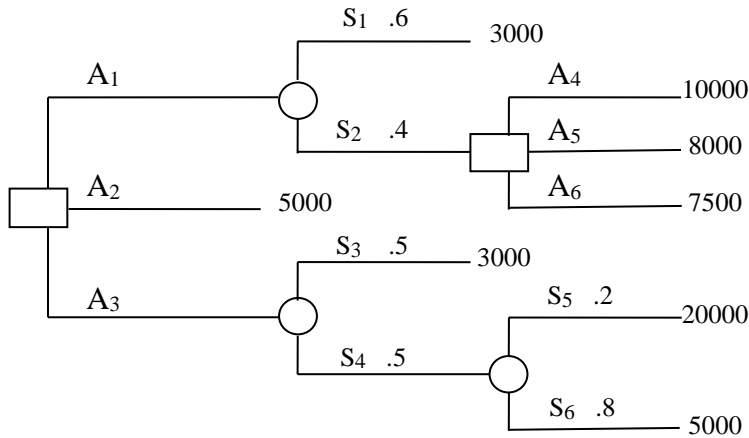 S₁ .6 3000
A₁ A₄ 10000
S₂ .4 A₅ 8000
A₂ 5000 A₆ 7500
S₃ .5 3000
A₃ S₅ .2 20000
S₄ .5
S₆ .8 5000